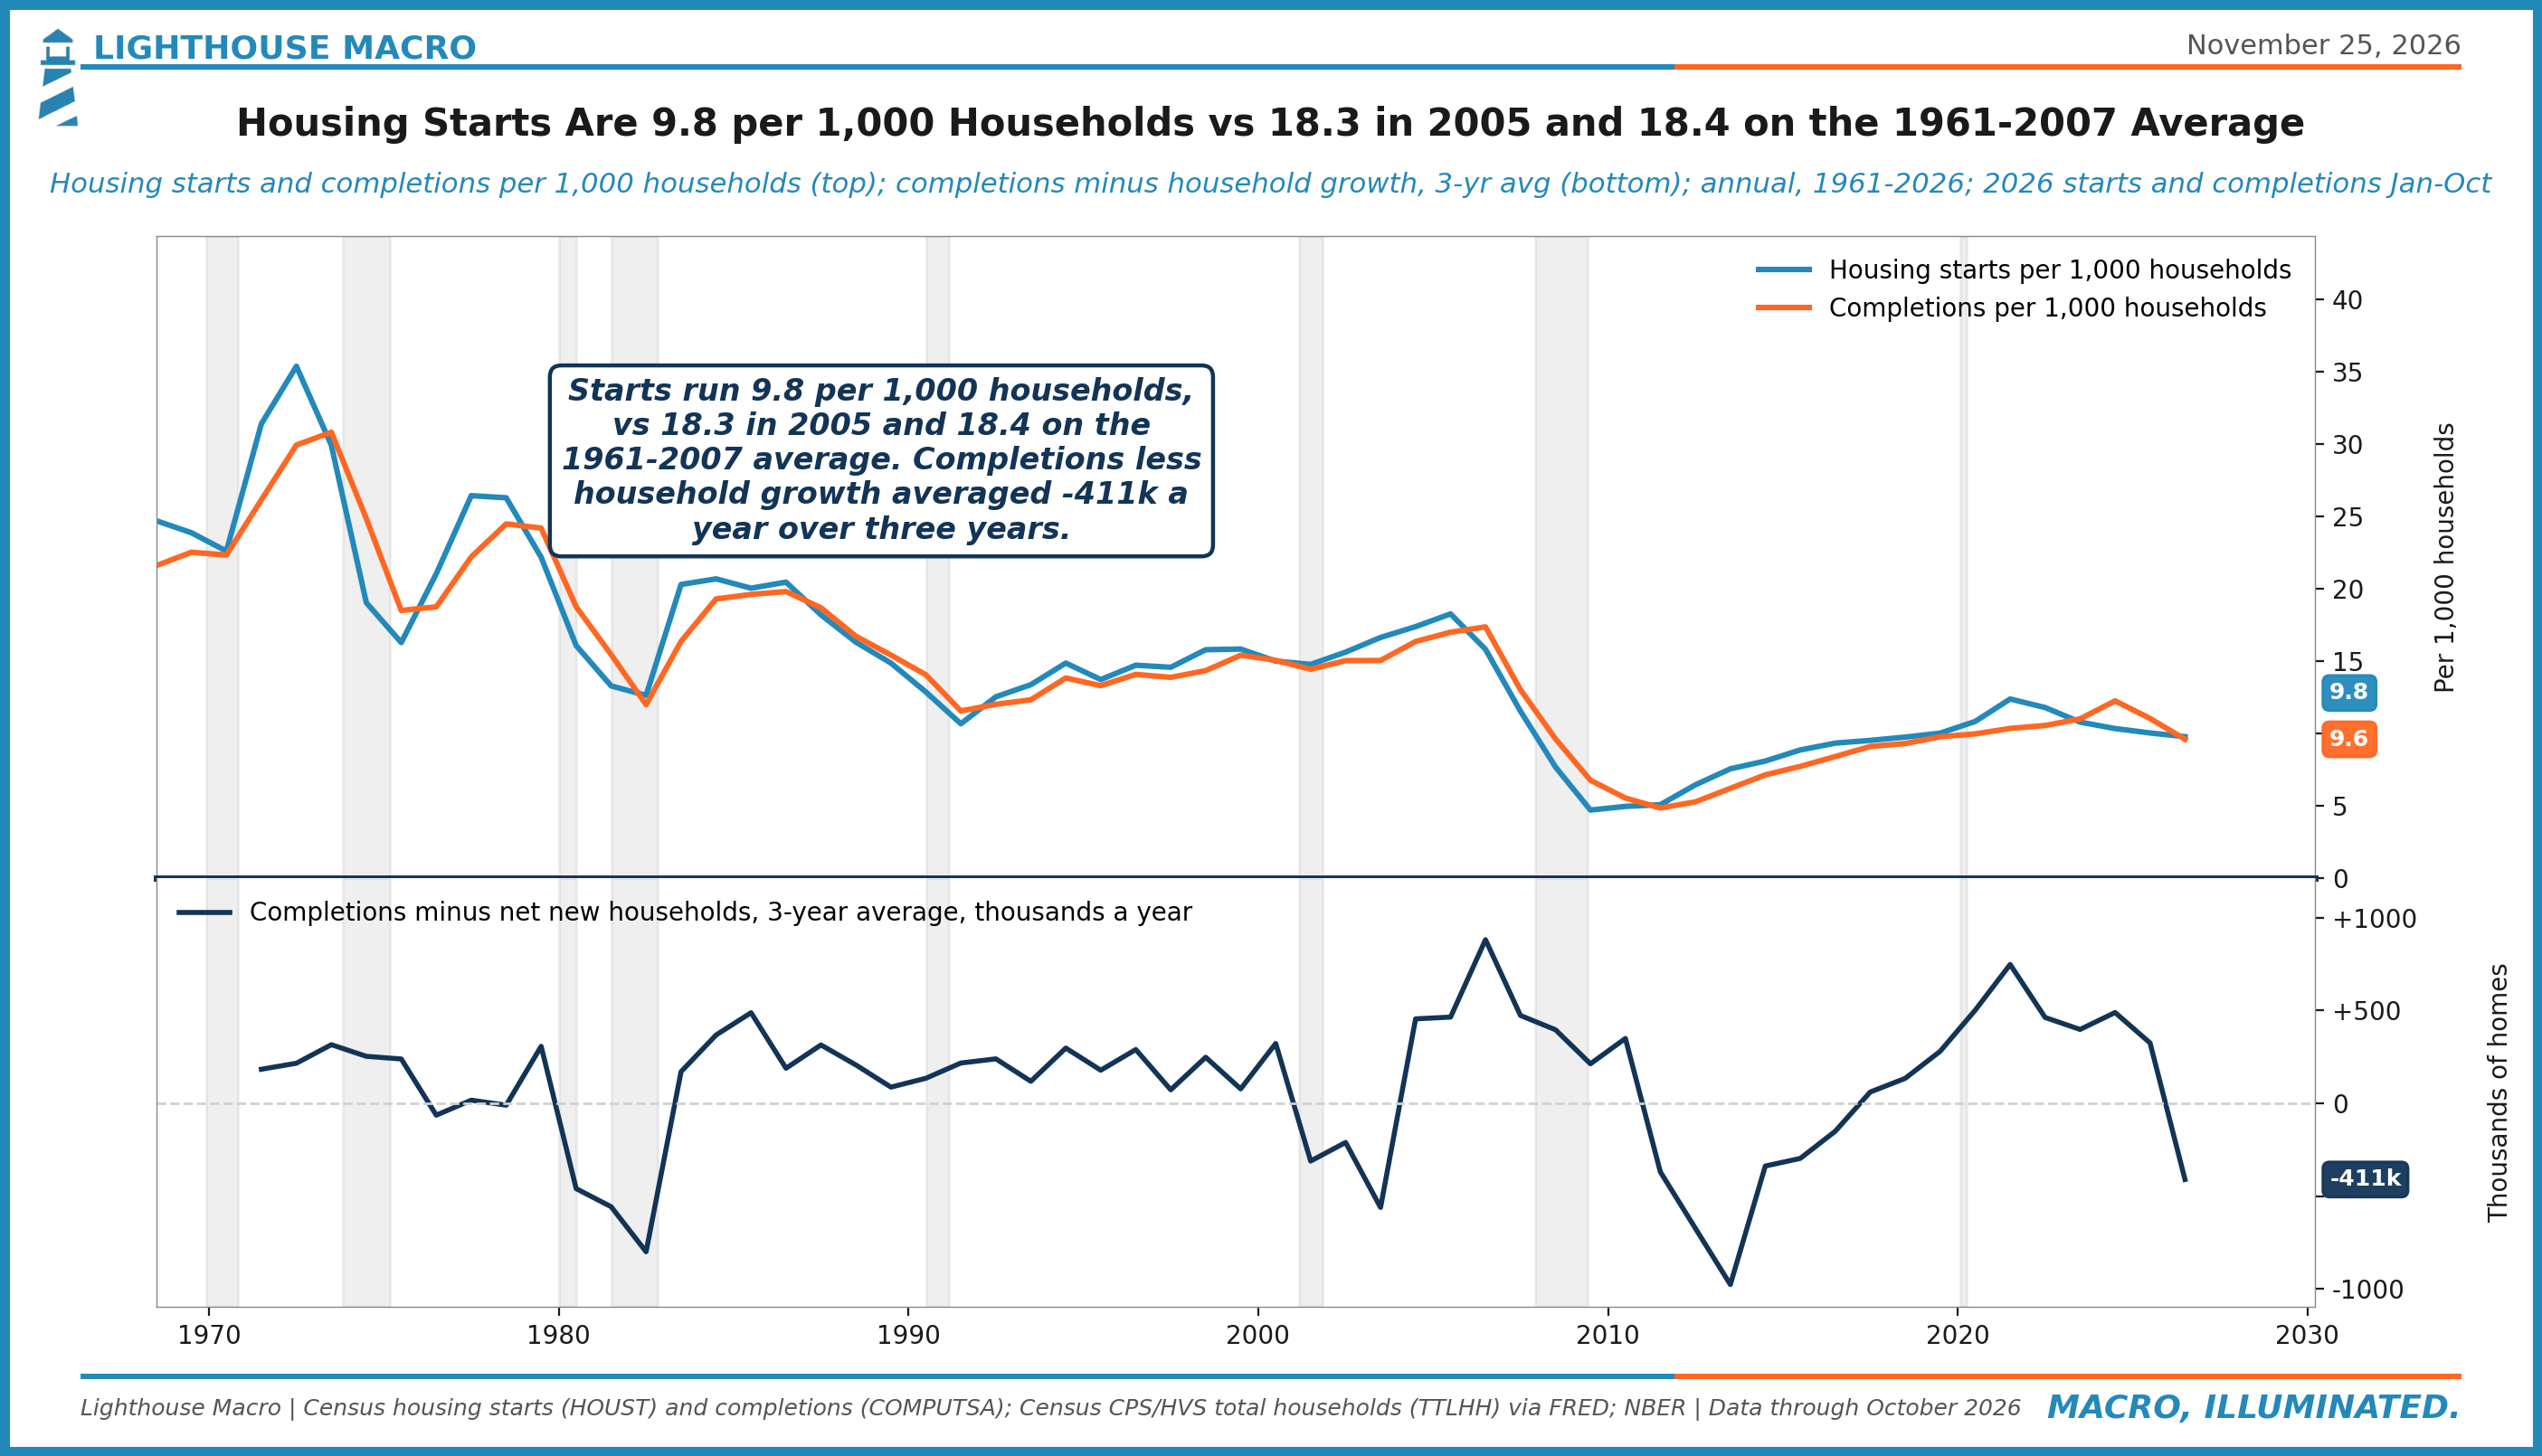 LIGHTHOUSE MACRO
November 25, 2026
Housing Starts Are 9.8 per 1,000 Households vs 18.3 in 2005 and 18.4 on the 1961-2007 Average
Housing starts and completions per 1,000 households (top); completions minus household growth, 3-yr avg (bottom); annual, 1961-2026; 2026 starts and completions Jan-Oct
Housing starts per 1,000 households
Completions per 1,000 households
Starts run 9.8 per 1,000 households,
vs 18.3 in 2005 and 18.4 on the
1961-2007 average. Completions less
household growth averaged -411k a
year over three years.
40
35
30
25
20
15
9.8
9.6
5
0
Per 1,000 households
Completions minus net new households, 3-year average, thousands a year
+1000
+500
0
-411k
-1000
Thousands of homes
1970
1980
1990
2000
2010
2020
2030
Lighthouse Macro | Census housing starts (HOUST) and completions (COMPUTSA); Census CPS/HVS total households (TTLHH) via FRED; NBER | Data through October 2026
MACRO, ILLUMINATED.